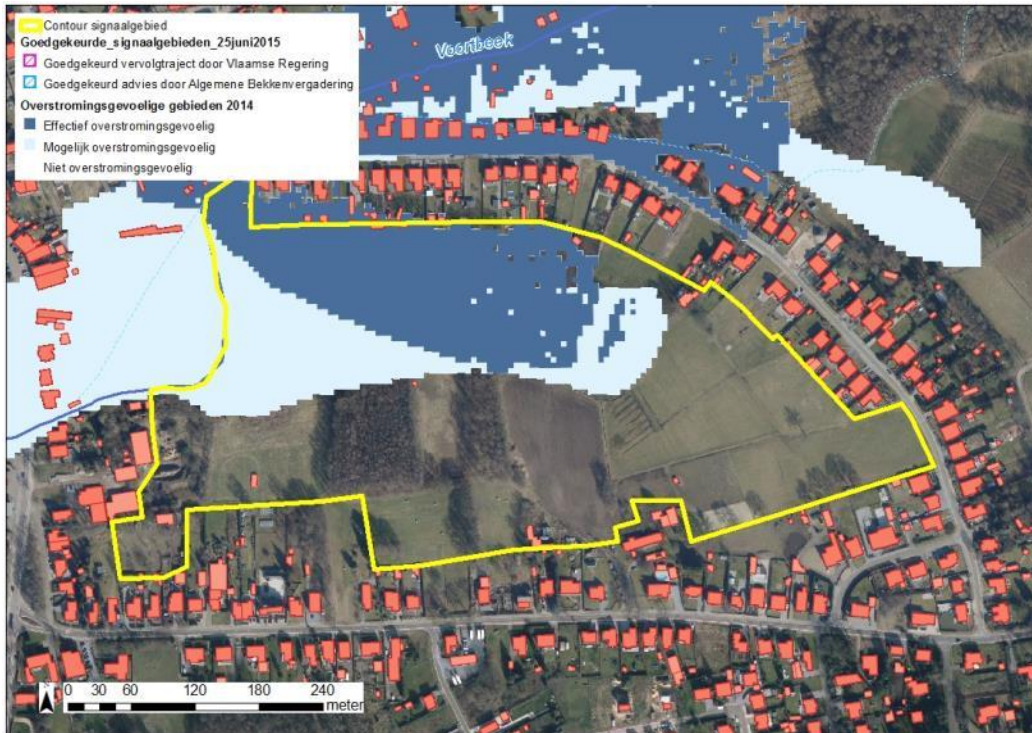 Contour signaalgebied
Goedgekeurde_signaalgebieden_25juni2015
Goedgekeurd vervolgtraject door Vlaamse Regering
Goedgekeurd advies door Algemene Bekkenvergadering
Overstromingsgevoelige gebieden 2014
Effectief overstromingsgevoelig
Mogelijk overstromingsgevoelig
Niet overstromingsgevoelig
Voortbeek
0 30 60 120 180 240
meter